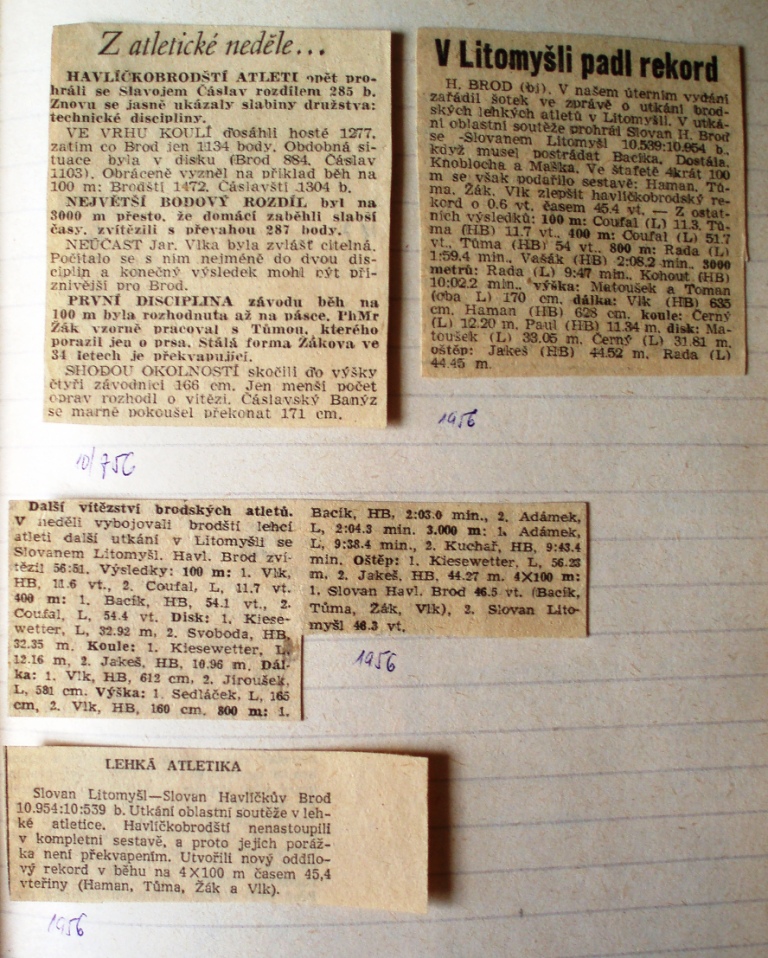 Z atletické neděle...
HAVLÍČKOBRODŠTÍ ATLETI opět pro-
hráli se Slavojem Čáslav rozdílem 285 b.
Znovu se jasně ukázaly slabiny družstva:
technické disciplíny.
VE VRHU KOULÍ dosáhli hosté 1277,
zatím co Brod jen 1134 body. Obdobná si-
tuace byla v disku (Brod 884, Čáslav
1103). Obráceně vyzněl na příklad běh na
100 m: Brodští 1472, Čáslavští 1304 b.
NEJVĚTŠÍ BODOVÝ ROZDÍL byl na
3000 m přesto, že domácí zaběhli slabší
časy, zvítězili s převahou 287 body.
NEÚČAST Jar. Vlka byla zvlášť citelná.
Počítalo se s ním nejméně do dvou dis-
ciplin a konečný výsledek mohl být pří-
znivější pro Brod.
PRVNÍ DISCIPLINA závodu běh na
100 m byla rozhodnuta až na pásce. PhMr
Žák vzorně pracoval s Tůmou, kterého
porazil jen o prsa. Stálá forma Žákova ve
34 letech je překvapující.
SHODOU OKOLNOSTÍ skočili do výšky
čtyři závodníci 166 cm. Jen menší počet
oprav rozhodl o vítězi. Čáslavský Banýz
se marně pokoušel překonat 171 cm.
10/7 56
V Litomyšli padl rekord
H. BROD (bj). V našem úterním vydání
zařádil šotek ve zprávě o utkání brod-
ských lehkých atletů v Litomyšli. V utká-
ní oblastní soutěže prohrál Slovan H. Brod
se -Slovanem Litomyšl 10.539:10.954 b.,
když musel postrádat Bacíka, Dostála,
Knoblocha a Maška. Ve štafetě 4krát 100
m se však podařilo sestavě: Haman, Tů-
ma, Žák, Vlk zlepšit havlíčkobrodský re-
kord o 0.6 vt. časem 45.4 vt. — Z ostat-
ních výsledků: 100 m: Coufal (L) 11.3, Tů-
ma (HB) 11.7 vt., 400 m: Coufal (L) 51.7
vt., Tůma (HB) 54 vt., 800 m: Rada (L)
1:59.4 min., Vašák (HB) 2:08.2 min., 3000
metrů: Rada (L) 9:47 min., Kohout (HB)
10:02.2 min., výška: Matoušek a Toman
(oba L) 170 cm, dálka: Vlk (HB) 635
cm, Haman (HB) 628 cm, koule: Černý
(L) 12.20 m, Paul (HB) 11.34 m, disk: Ma-
toušek (L) 33.05 m, Černý (L) 31.81 m,
oštěp: Jakeš (HB) 44.52 m, Rada (L)
44.45 m.
1956
Další vítězství brodských atletů.
V neděli vybojovali brodští lehcí
atleti další utkání v Litomyšli se
Slovanem Litomyšl. Havl. Brod zví-
tězil 56:51. Výsledky: 100 m: 1. Vlk,
HB, 11.6 vt., 2. Coufal, L, 11.7 vt.
400 m: 1. Bacík, HB, 54.1 vt., 2.
Coufal, L, 54.4 vt. Disk: 1. Kiese-
wetter, L, 32.92 m, 2. Svoboda, HB,
32.35 m. Koule: 1. Kiesewetter, L,
12.16 m, 2. Jakeš, HB, 10.96 m. Dál-
ka: 1. Vlk, HB, 612 cm, 2. Jiroušek,
L, 581 cm. Výška: 1. Sedláček, L, 165
cm, 2. Vlk, HB, 160 cm. 800 m: 1.
Bacík, HB, 2:03.0 min., 2. Adámek,
L, 2:04.3 min. 3.000 m: 1. Adámek,
L, 9:38.4 min., 2. Kuchař, HB, 9:43.4
min. Oštěp: 1. Kiesewetter, L, 56.23
m, 2. Jakeš, HB, 44.27 m. 4X100 m:
1. Slovan Havl. Brod 46.5 vt. (Bacík,
Tůma, Žák, Vlk), 2. Slovan Lito-
myšl 46.3 vt.
1956
LEHKÁ ATLETIKA
Slovan Litomyšl—Slovan Havlíčkův Brod
10.954:10:539 b. Utkání oblastní soutěže v leh-
ké atletice. Havlíčkobrodští nenastoupili
v kompletní sestavě, a proto jejich poráž-
ka není překvapením. Utvořili nový oddílo-
vý rekord v běhu na 4X100 m časem 45,4
vteřiny (Haman, Tůma, Žák a Vlk).
1956